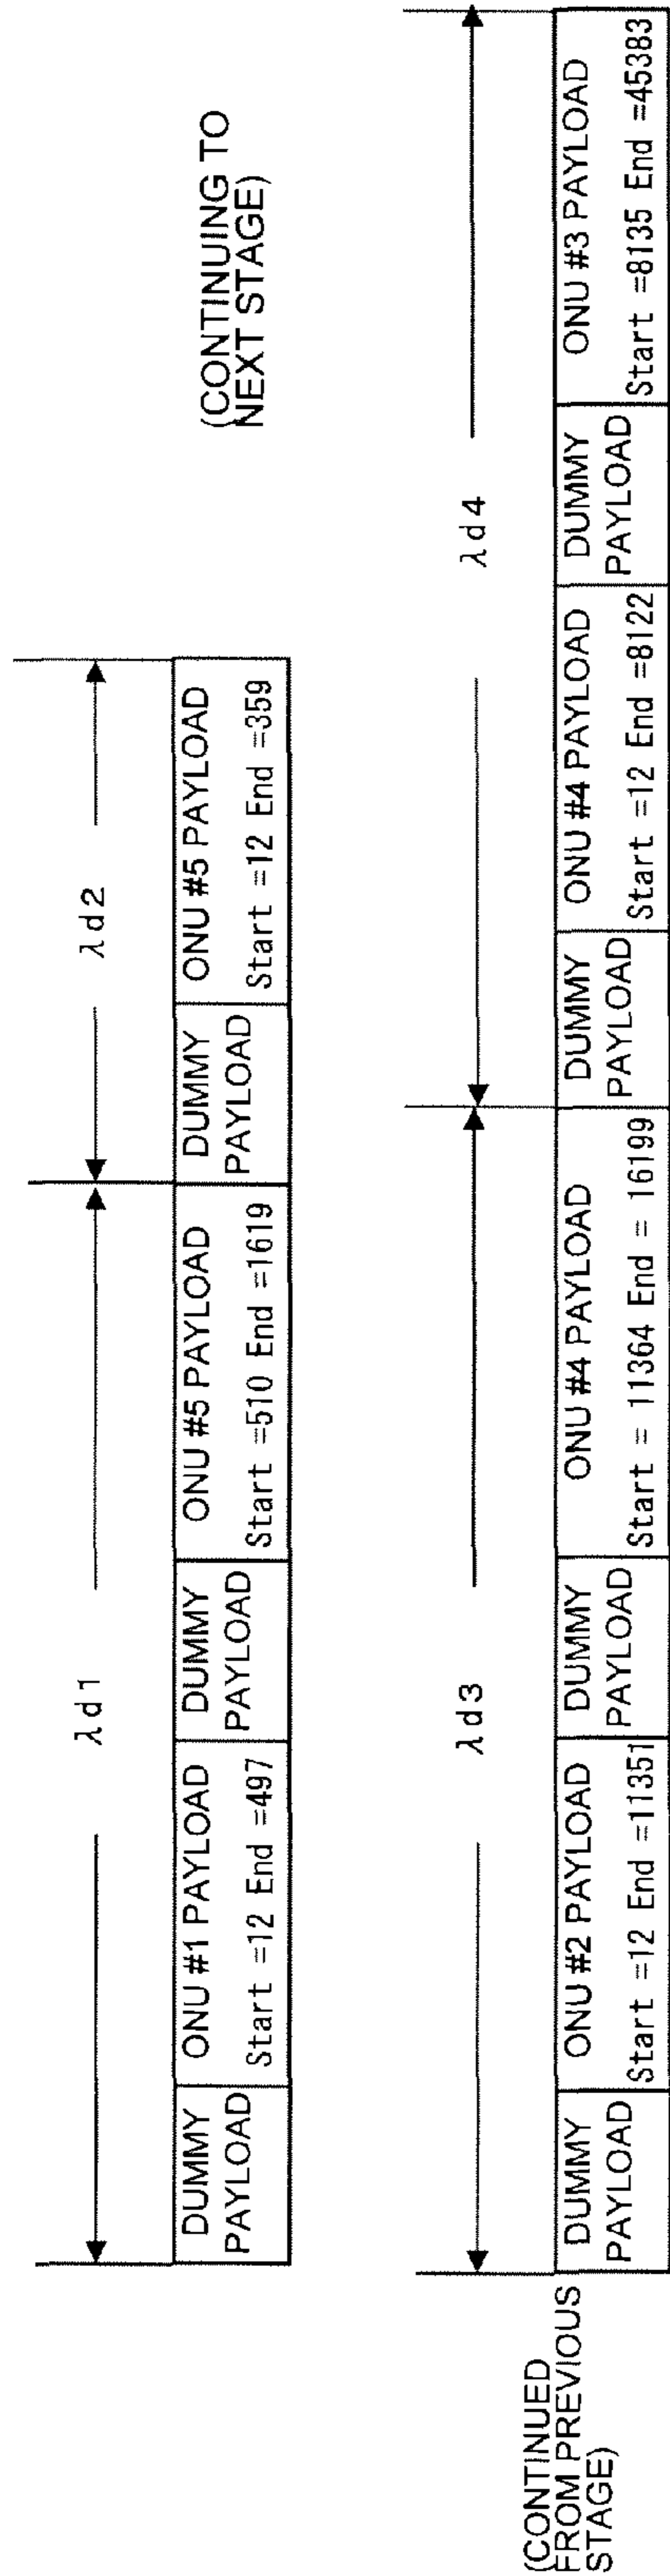 λd1
λd2
DUMMY
PAYLOAD
ONU #1 PAYLOAD
Start =12 End =497
DUMMY
PAYLOAD
ONU #5 PAYLOAD
Start =510 End =1619
DUMMY
PAYLOAD
ONU #5 PAYLOAD
Start =12 End =359
(CONTINUING TO
NEXT STAGE)
(CONTINUED
FROM PREVIOUS
STAGE)
λd3
λd4
DUMMY
PAYLOAD
ONU #2 PAYLOAD
Start =12 End =11351
DUMMY
PAYLOAD
ONU #4 PAYLOAD
Start = 11364 End = 16199
DUMMY
PAYLOAD
ONU #4 PAYLOAD
Start =12 End =8122
DUMMY
PAYLOAD
ONU #3 PAYLOAD
Start =8135 End =45383